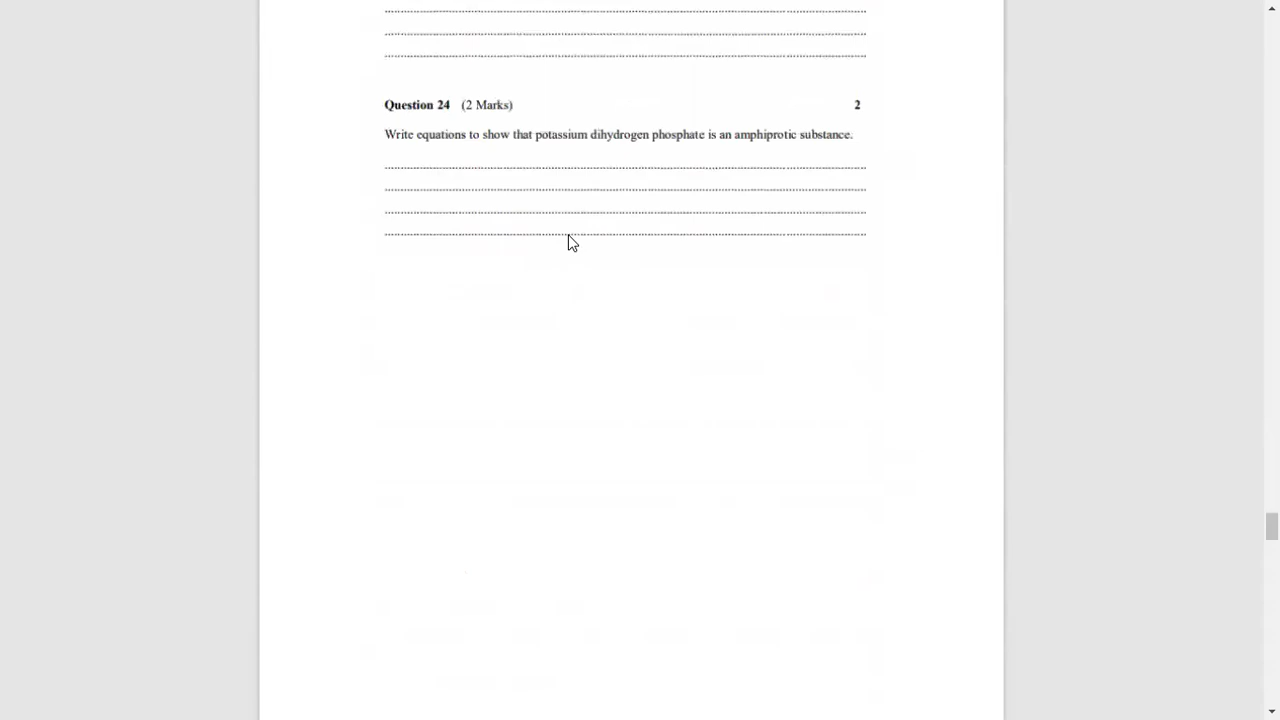 Question 24 (2 Marks) 2
Write equations to show that potassium dihydrogen phosphate is an amphiprotic substance.